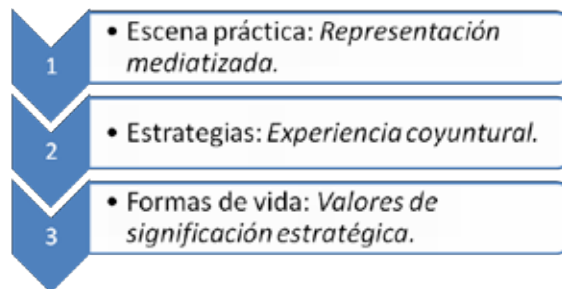 1
• Escena práctica: Representación
mediatizada.
2
• Estrategias: Experiencia coyuntural.
3
• Formas de vida: Valores de
significación estratégica.